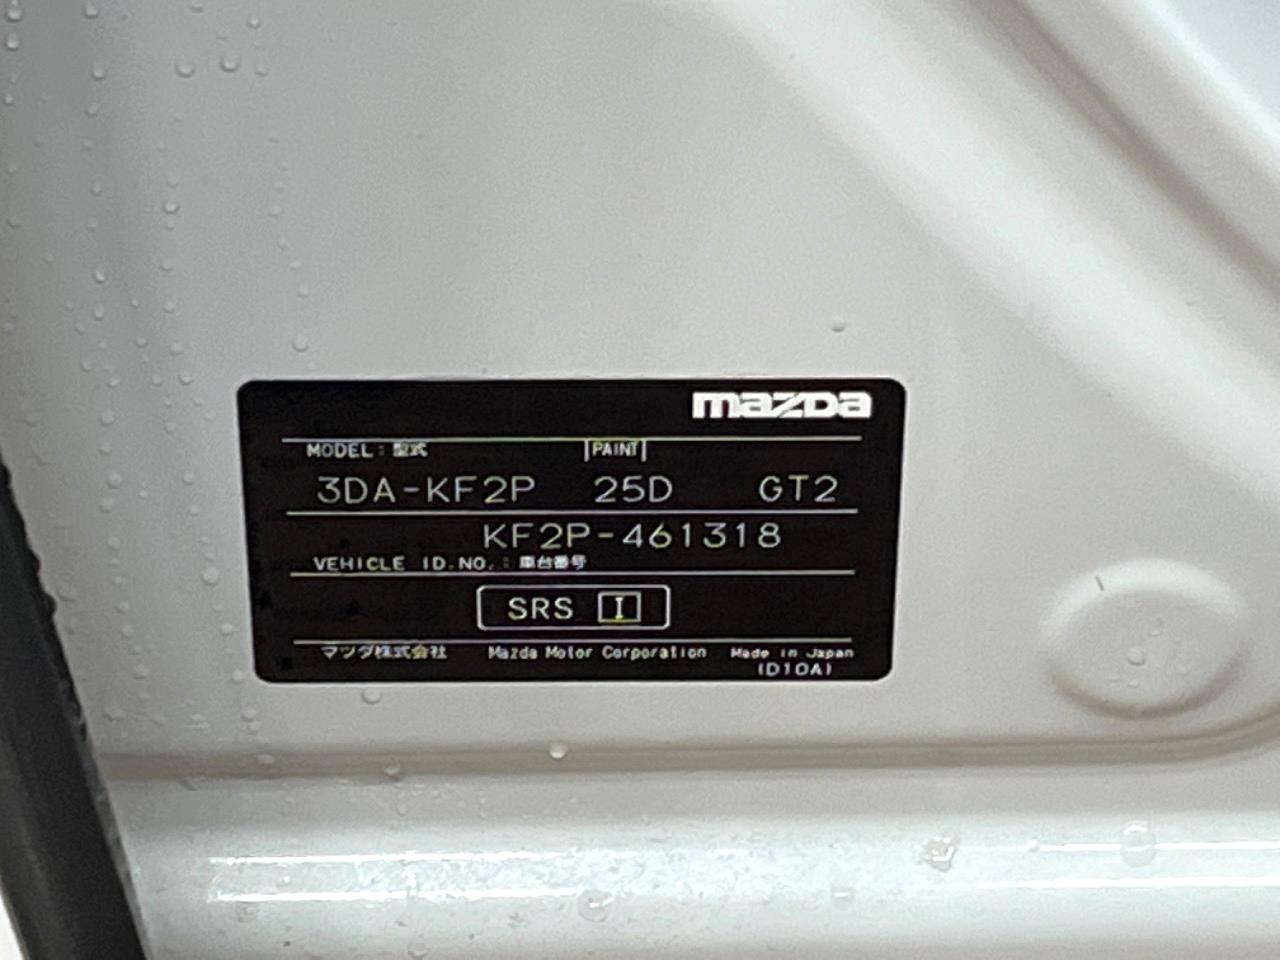 mazda
MODEL: 型式 PAINT
3DA-KF2P 25D GT2
KF2P-461318
VEHICLE ID.NO.: 車台番号
SRS I
マツダ株式会社 Mazda Motor Corporation Made in Japan
(D10A)